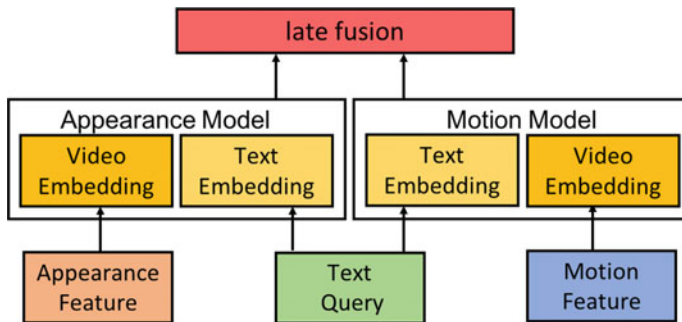 late fusion
Appearance Model
Motion Model
Video
Embedding
Text
Embedding
Text
Embedding
Video
Embedding
Appearance
Feature
Text
Query
Motion
Feature